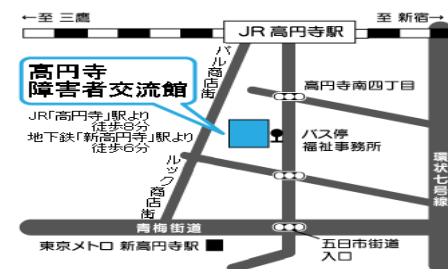 ←至 三鷹
至 新宿→
JR 高円寺駅
パル商店街
高円寺
障害者交流館
高円寺南四丁目
JR「高円寺」駅より
徒歩8分
地下鉄「新高円寺」駅より
徒歩6分
バス停
福祉事務所
ルック商店街
環状七号線
青梅街道
東京メトロ 新高円寺駅
五日市街道
入口